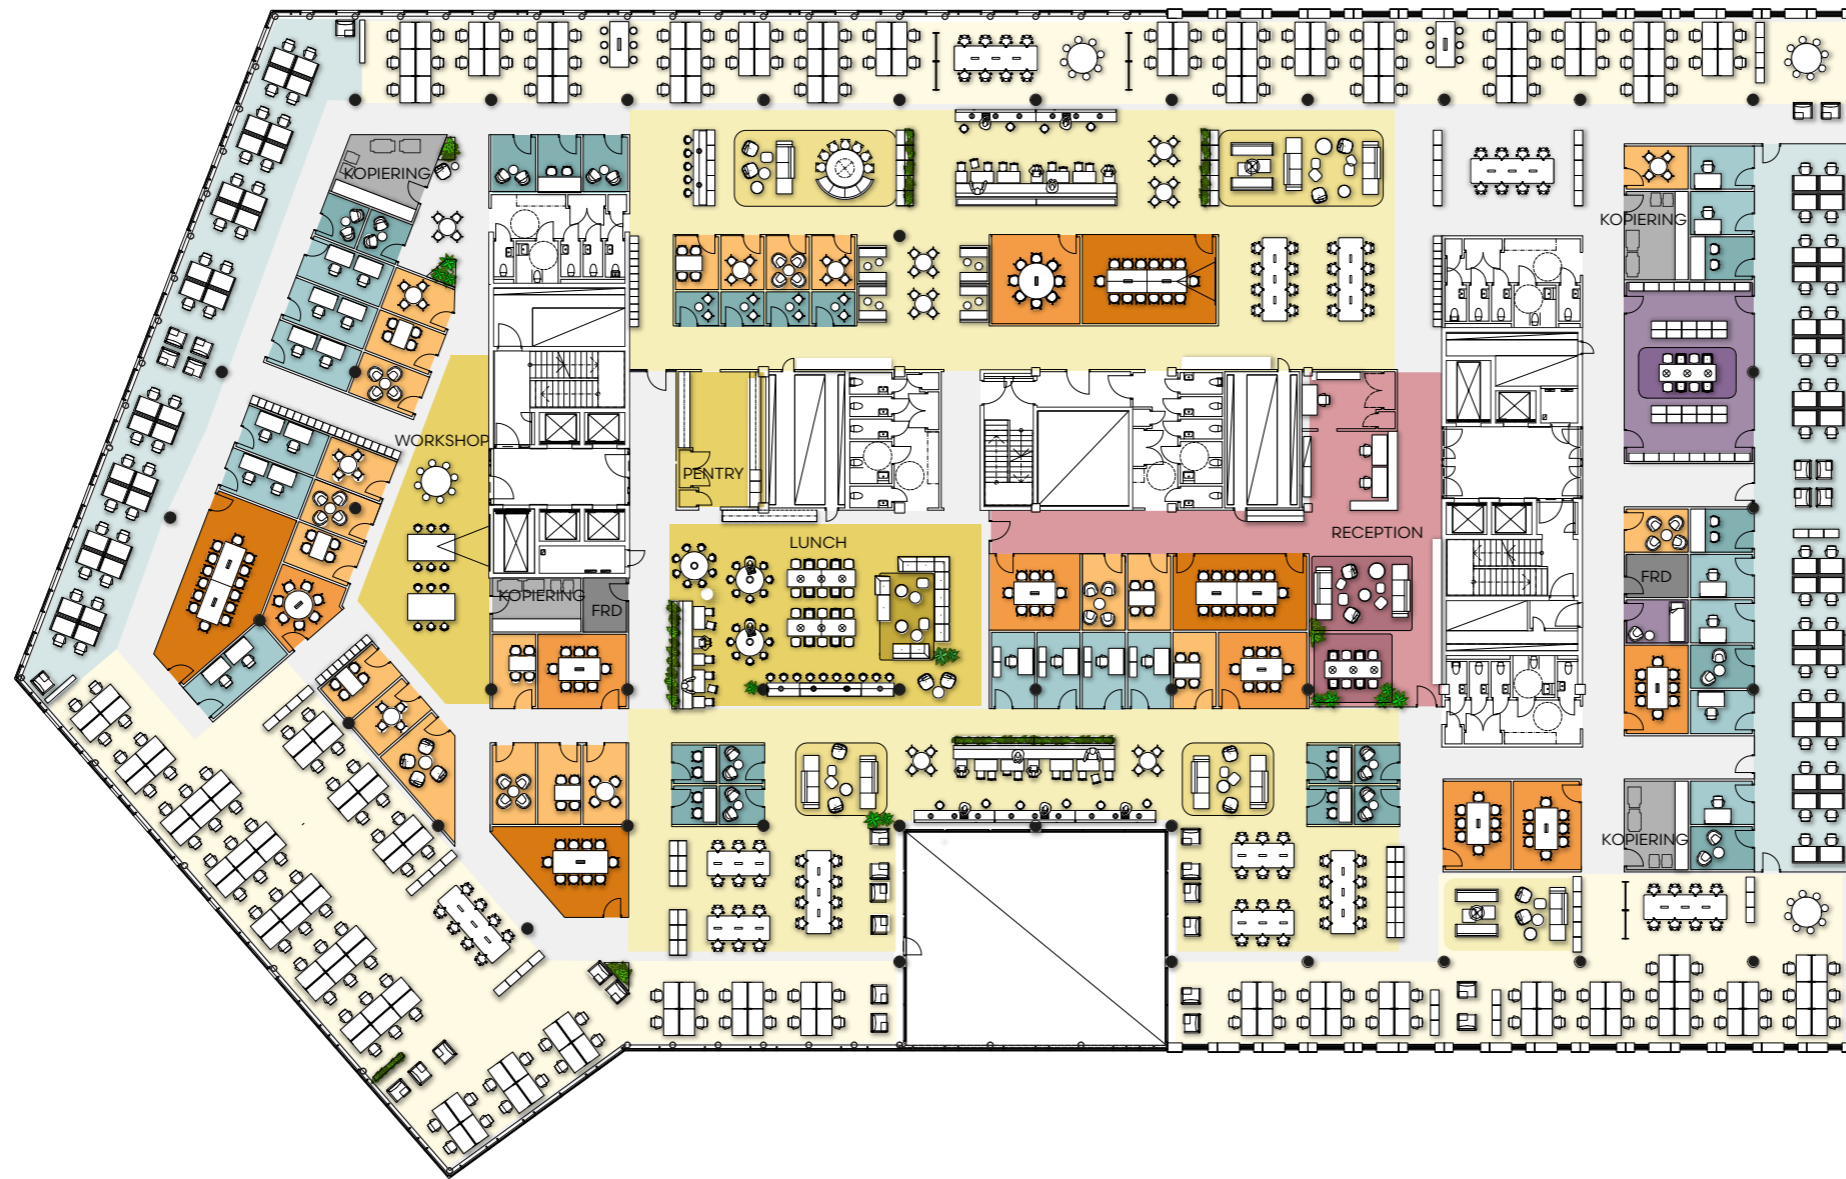 KOPIERING
KOPIERING
WORKSHOP
PENTRY
RECEPTION
LUNCH
FRD
KOPIERING
FRD
KOPIERING